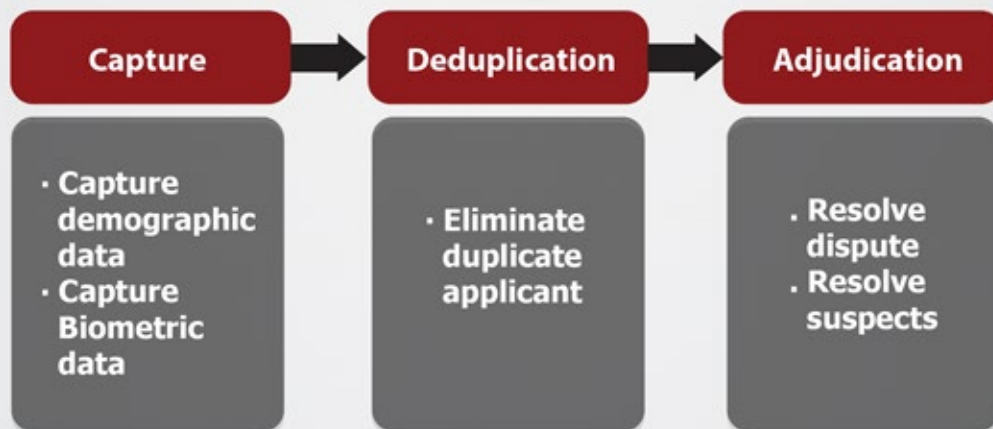 Capture
Deduplication
Adjudication
· Capture
demographic
data
· Capture
Biometric
data
· Eliminate
duplicate
applicant
. Resolve
dispute
. Resolve
suspects